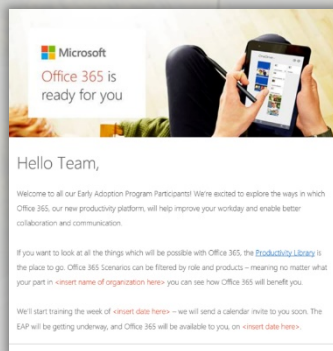 Microsoft
Office 365 is
ready for you
Hello Team,
Welcome to all our Early Adoption Program Participants! We're excited to explore the ways in which
Office 365, our new productivity platform, will help improve your workday and enable better
collaboration and communication.
If you want to look at all the things which will be possible with Office 365, the Productivity Library is
the place to go. Office 365 Scenarios can be filtered by role and products – meaning no matter what
your part in <insert name of organization here> you can see how Office 365 will benefit you.
We'll start training the week of <insert date here> – we will send a calendar invite to you soon. The
EAP will be getting underway, and Office 365 will be available to you, on <insert date here>.